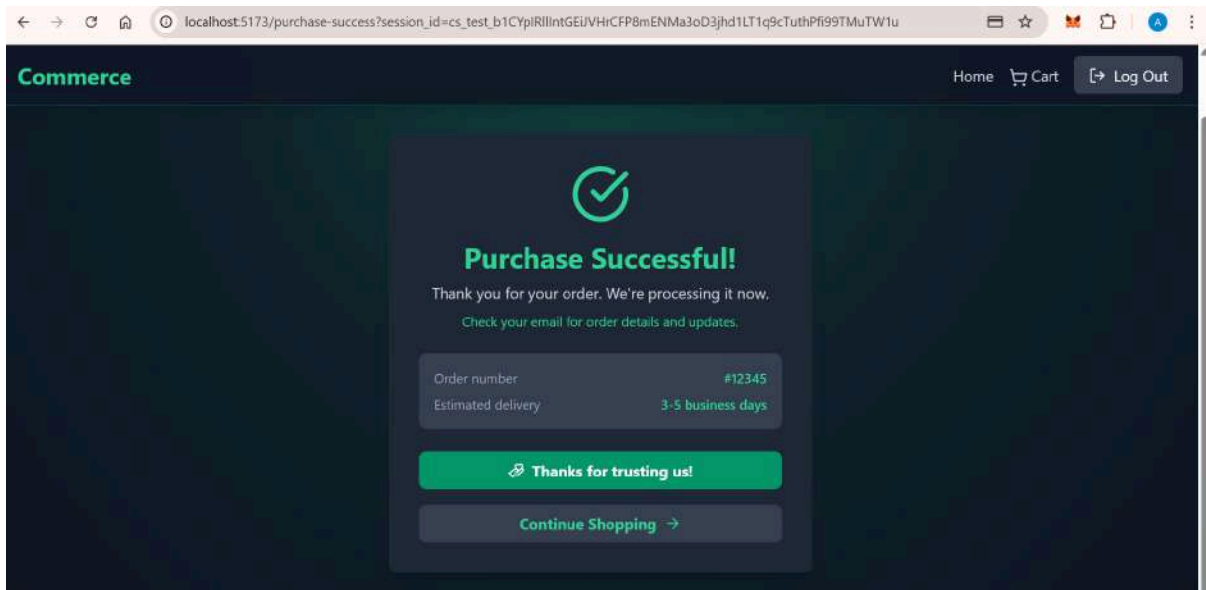 localhost:5173/purchase-success?session_id=cs_test_b1CYpIRIIIntGEiJVHrCFP8mENMa3oD3jhd1LT1q9cTuthPfi99TMuTW1u
A
Commerce
Home
Cart
Log Out
Purchase Successful!
Thank you for your order. We're processing it now.
Check your email for order details and updates.
Order number #12345
Estimated delivery 3-5 business days
Thanks for trusting us!
Continue Shopping →